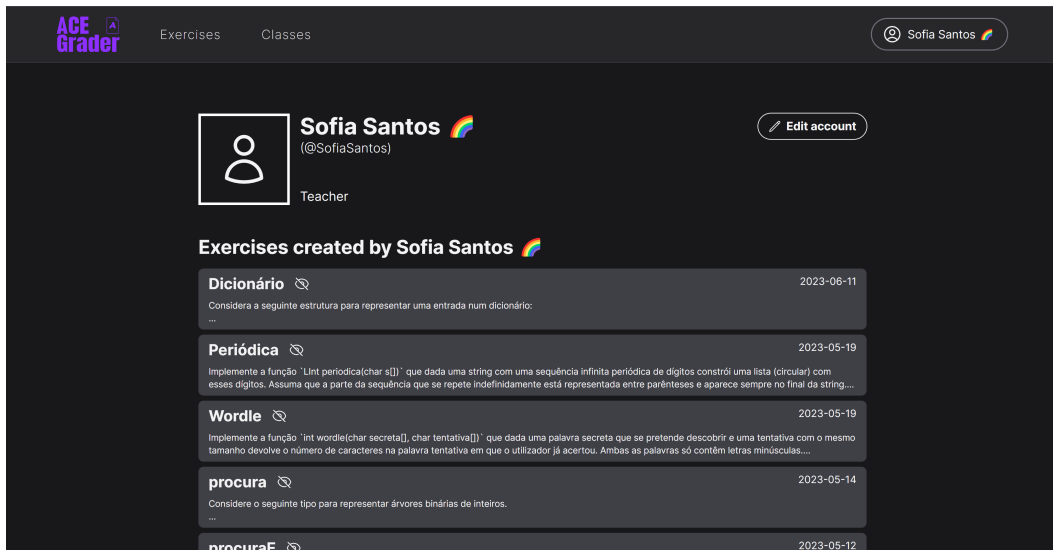 ACE
Grader
Exercises
Classes
Sofia Santos 🌈
Sofia Santos 🌈
(@SofiaSantos)
Edit account
Teacher
Exercises created by Sofia Santos 🌈
Dicionário
2023-06-11
Considera a seguinte estrutura para representar uma entrada num dicionário:
...
Periódica
2023-05-19
Implemente a função `LInt periodica(char s[])` que dada uma string com uma sequência infinita periódica de dígitos constrói uma lista (circular) com
esses dígitos. Assuma que a parte da sequência que se repete indefinidamente está representada entre parênteses e aparece sempre no final da string....
Wordle
2023-05-19
Implemente a função `int wordle(char secreta[], char tentativa[])` que dada uma palavra secreta que se pretende descobrir e uma tentativa com o mesmo
tamanho devolve o número de caracteres na palavra tentativa em que o utilizador já acertou. Ambas as palavras só contêm letras minúsculas....
procura
2023-05-14
Considere o seguinte tipo para representar árvores binárias de inteiros.
...
procuraE
2023-05-12